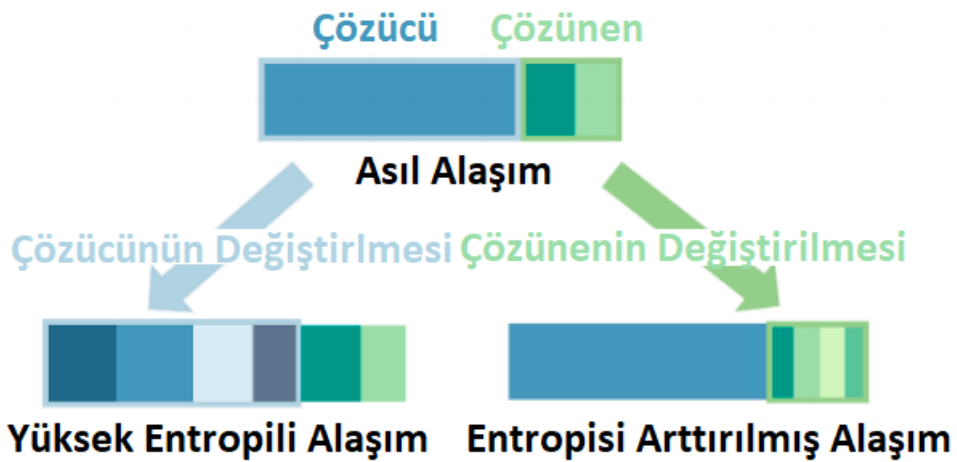 Çözücü Çözünen
Asıl Alaşım
Çözücünün Değiştirlmesi Çözünenin Değiştirilmesi
Yüksek Entropili Alaşım Entropisi Arttırılmış Alaşım